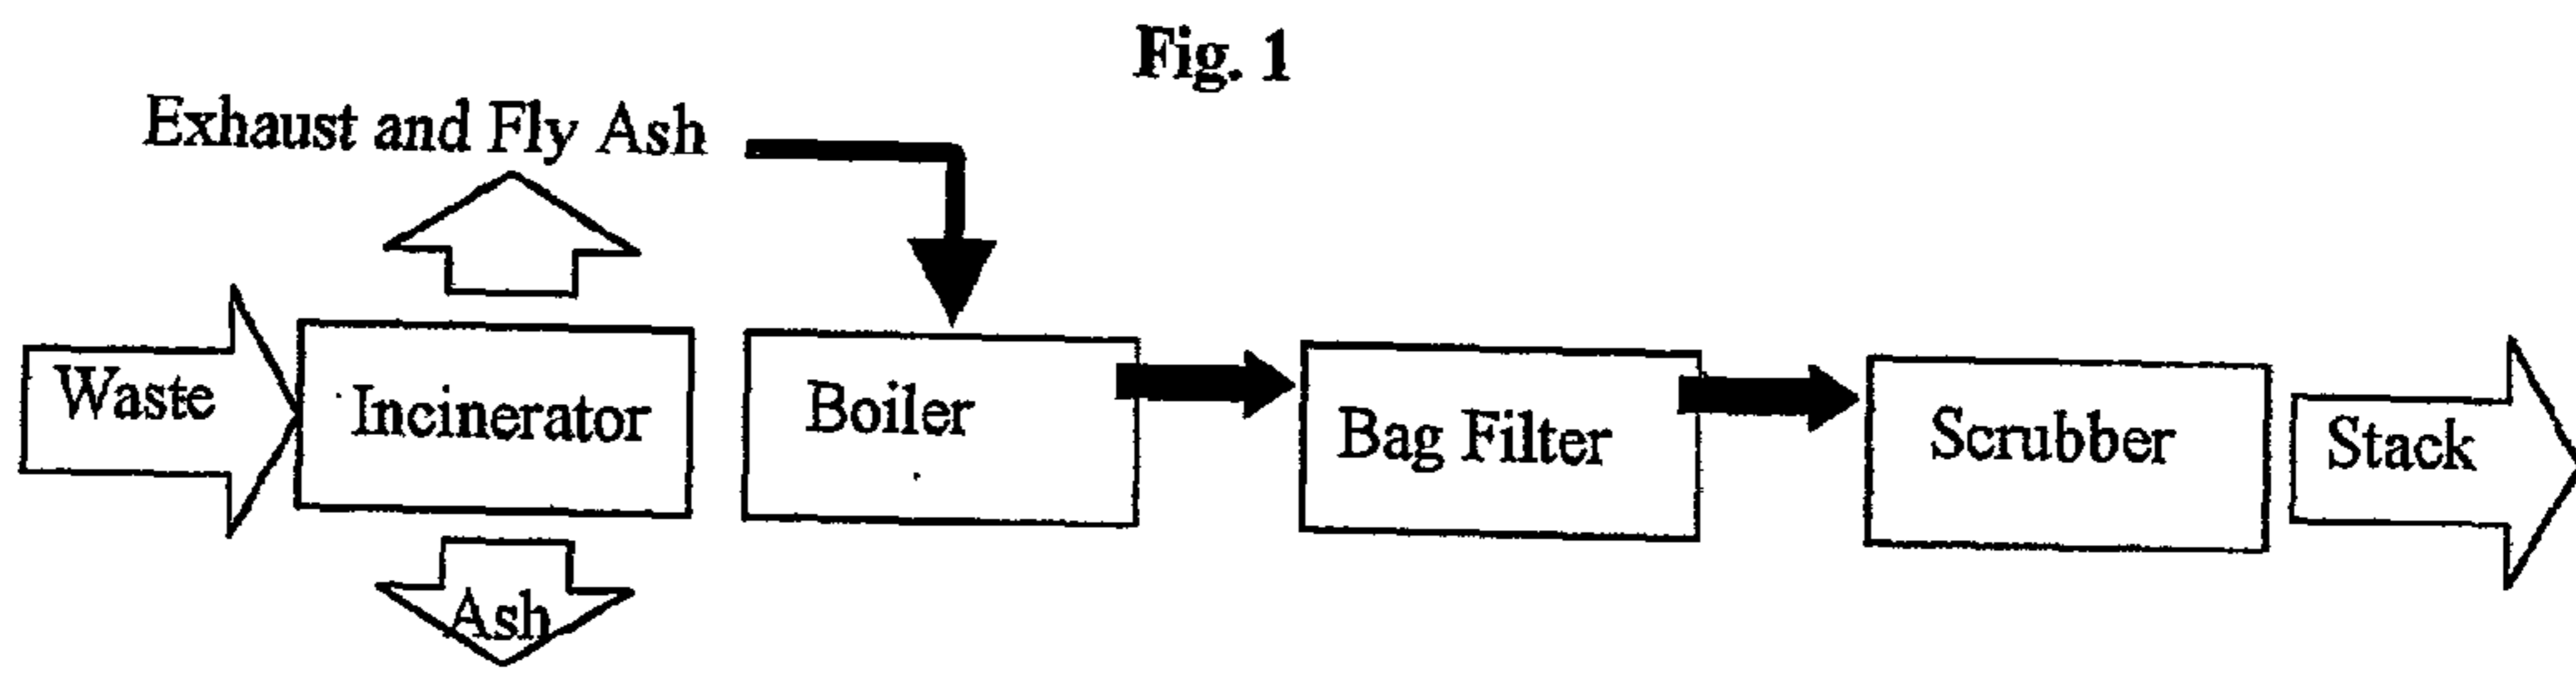 Fig. 1
Exhaust and Fly Ash
Waste
Incinerator
Boiler
Bag Filter
Scrubber
Stack
Ash